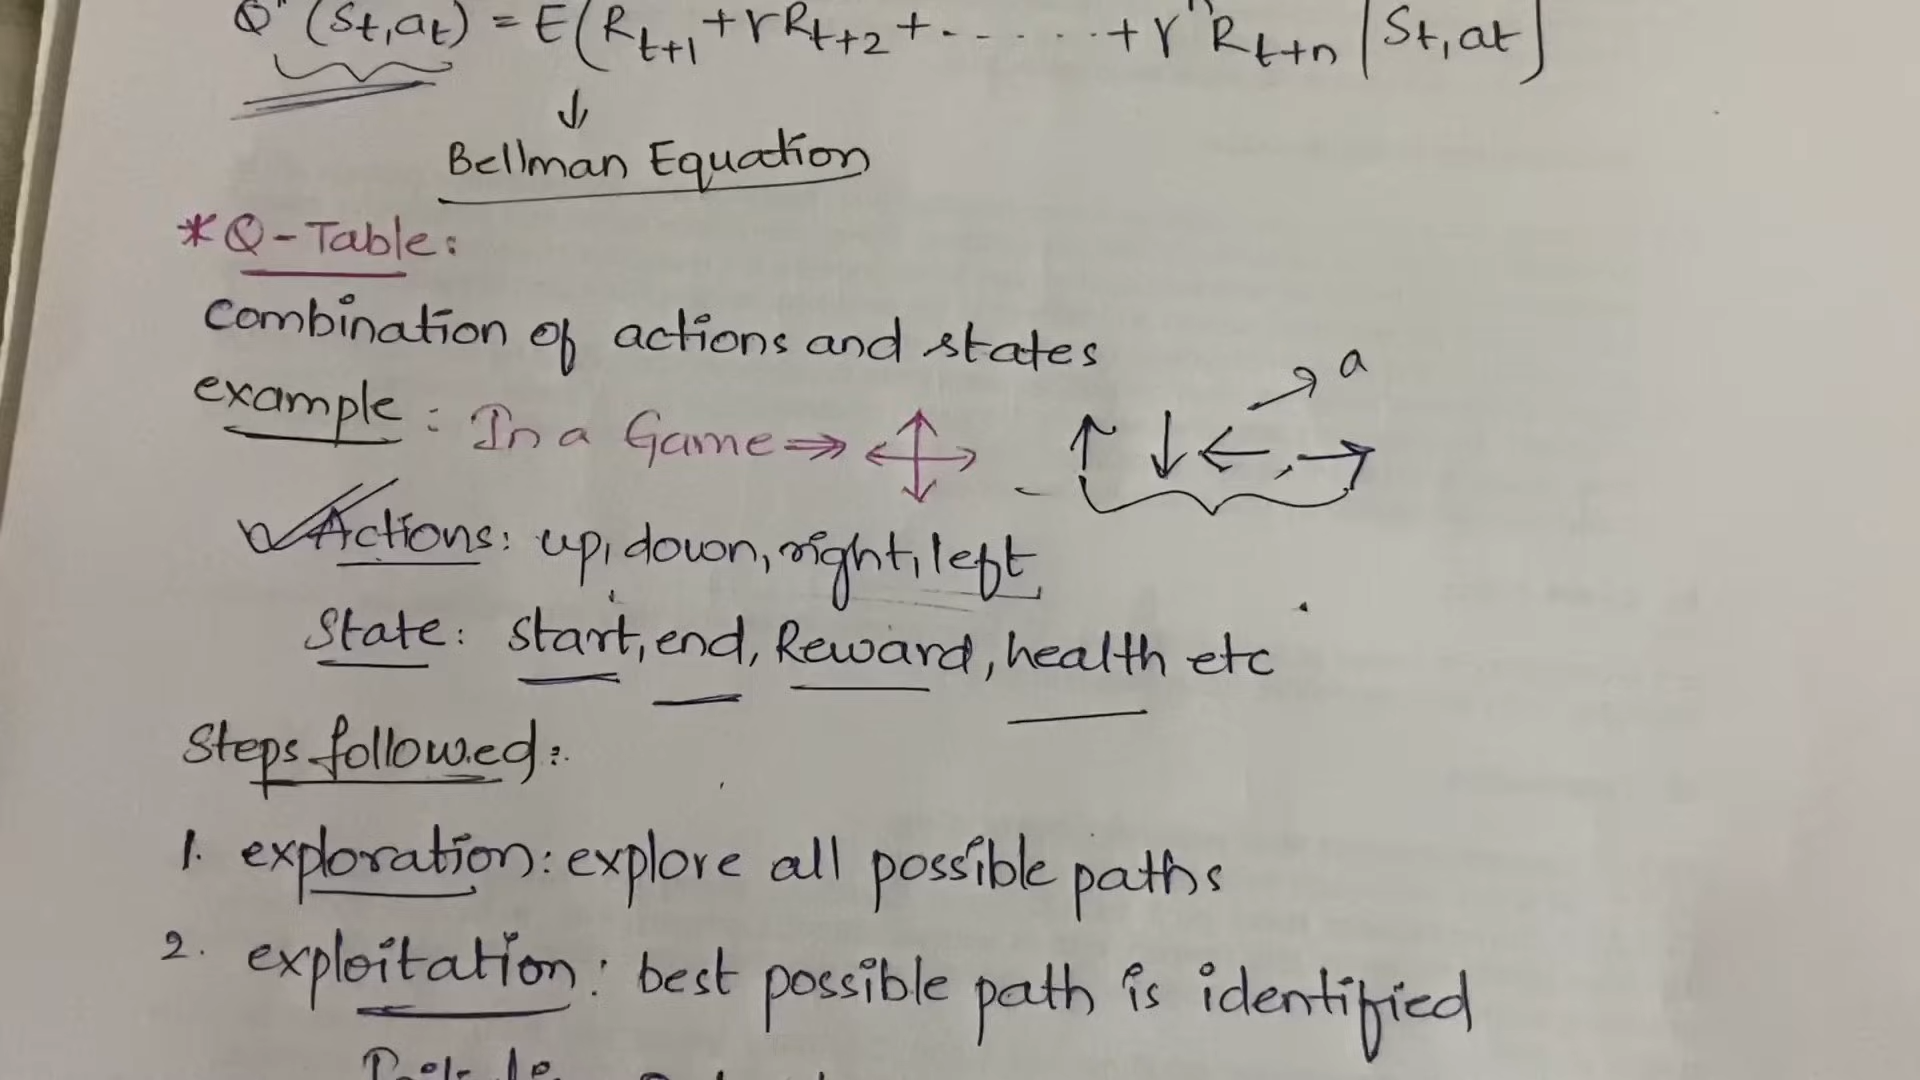 (St, at) = E(Rt+1 + rRt+2 + - - - - - - + r^n Rt+n | St, at]
↓
Bellman Equation
*Q-Table:
Combination of actions and states
→ a
example: In a Game ⇒ ↑ ↓ ← , →
Actions: up, down, right, left
State: start, end, Reward, health etc
Steps followed:
1. exploration: explore all possible paths
2. exploitation: best possible path is identified